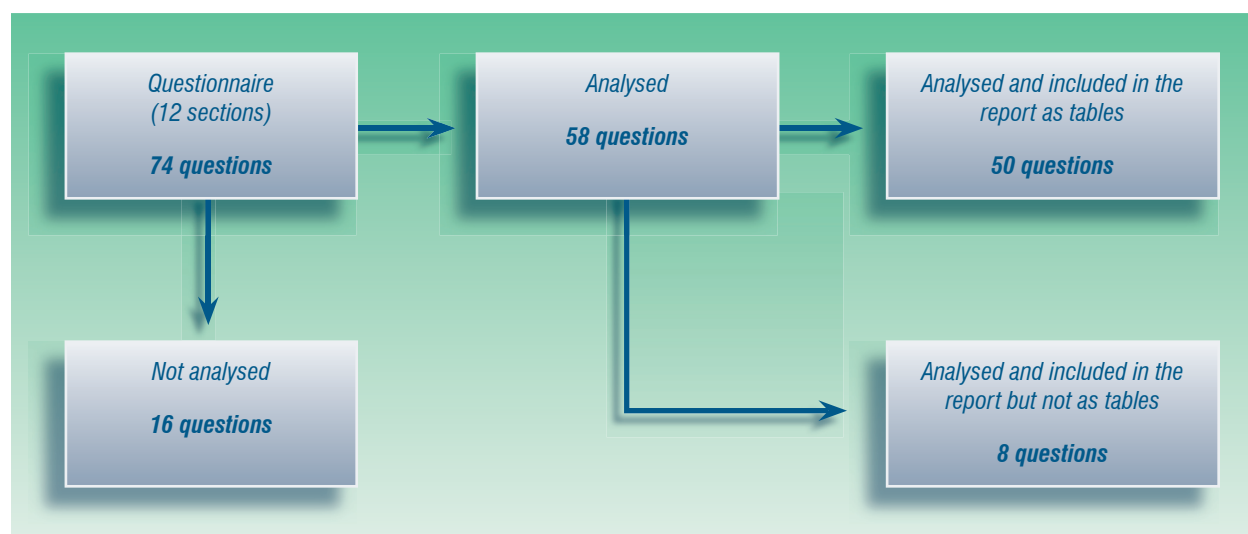 Questionnaire
(12 sections)
74 questions
Analysed
58 questions
Analysed and included in the
report as tables
50 questions
Not analysed
16 questions
Analysed and included in the
report but not as tables
8 questions